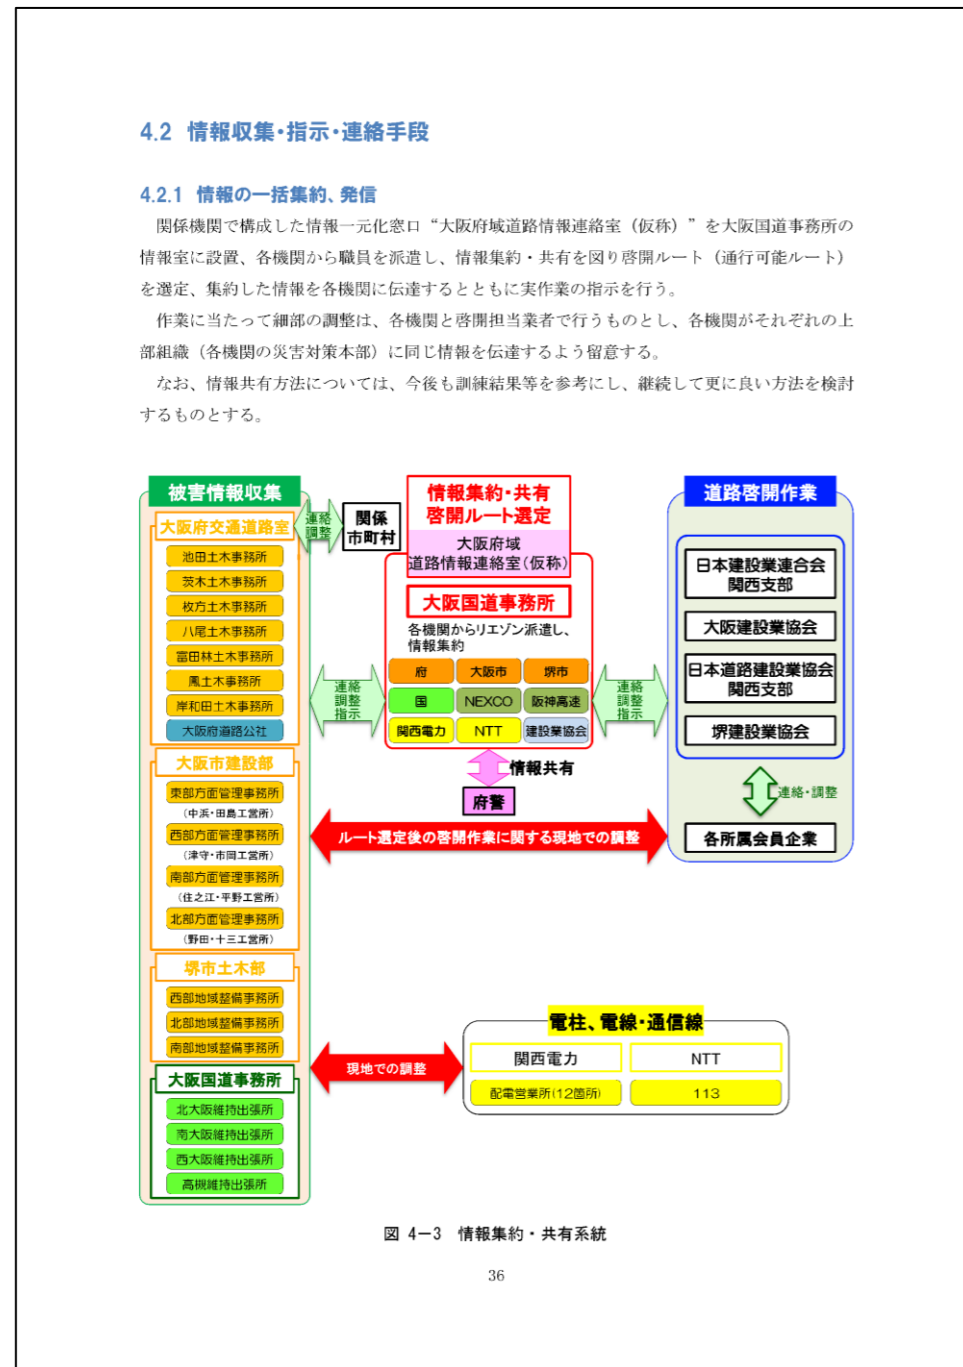 4.2 情報収集・指示・連絡手段
4.2.1 情報の一括集約、発信
関係機関で構成した情報一元化窓口“大阪府域道路情報連絡室（仮称）”を大阪国道事務所の
情報室に設置、各機関から職員を派遣し、情報集約・共有を図り啓開ルート（通行可能ルート）
を選定、集約した情報を各機関に伝達するとともに実作業の指示を行う。
作業に当たって細部の調整は、各機関と啓開担当業者で行うものとし、各機関がそれぞれの上
部組織（各機関の災害対策本部）に同じ情報を伝達するよう留意する。
なお、情報共有方法については、今後も訓練結果等を参考にし、継続して更に良い方法を検討
するものとする。
被害情報収集
大阪府交通道路室
池田土木事務所
茨木土木事務所
枚方土木事務所
八尾土木事務所
富田林土木事務所
鳳土木事務所
岸和田土木事務所
大阪府道路公社
大阪市建設部
東部方面管理事務所
（中浜・田島工営所）
西部方面管理事務所
（津守・市岡工営所）
南部方面管理事務所
（住之江・平野工営所）
北部方面管理事務所
（野田・十三工営所）
堺市土木部
西部地域整備事務所
北部地域整備事務所
南部地域整備事務所
大阪国道事務所
北大阪維持出張所
南大阪維持出張所
西大阪維持出張所
高槻維持出張所
連絡
調整
関係
市町村
連絡
調整
指示
情報集約・共有
啓開ルート選定
大阪府域
道路情報連絡室（仮称）
大阪国道事務所
各機関からリエゾン派遣し、
情報集約
府 大阪市 堺市
国 NEXCO 阪神高速
関西電力 NTT 建設業協会
情報共有
府警
連絡
調整
指示
ルート選定後の啓開作業に関する現地での調整
道路啓開作業
日本建設業連合会
関西支部
大阪建設業協会
日本道路建設業協会
関西支部
堺建設業協会
連絡・調整
各所属会員企業
現地での調整
電柱、電線・通信線
関西電力 NTT
配電営業所（12箇所） 113
図 4－3 情報集約・共有系統
36